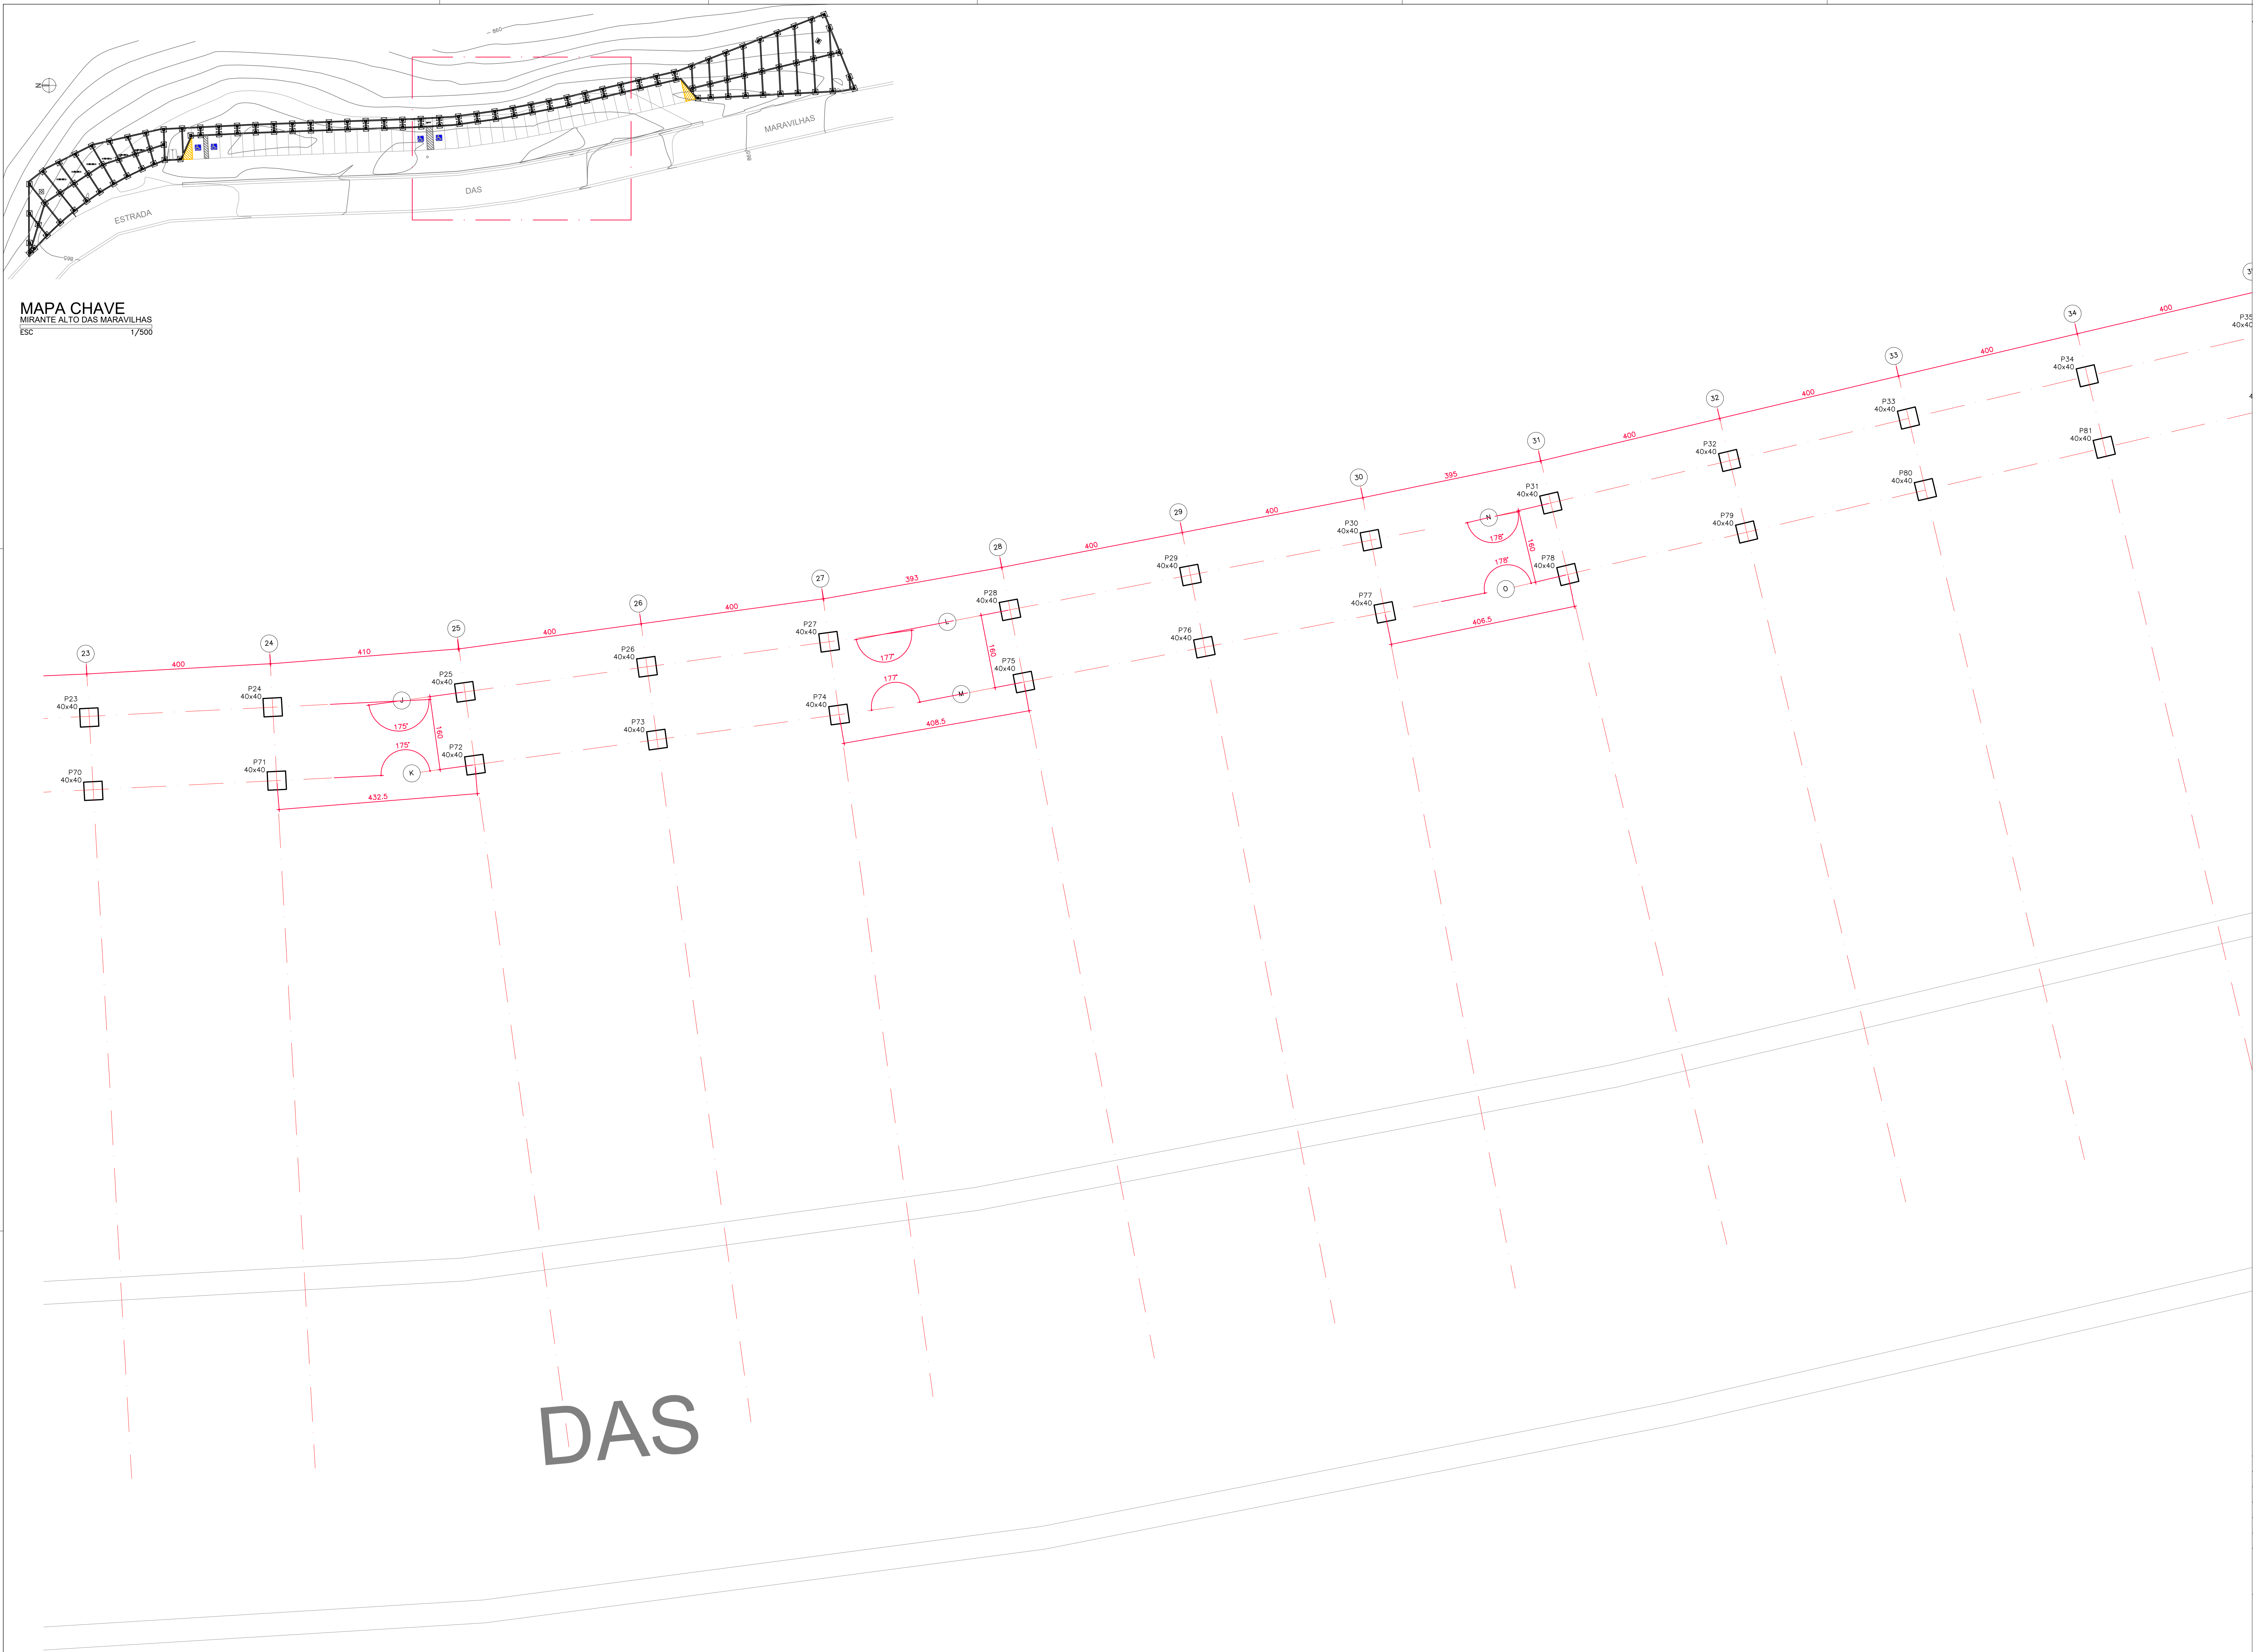 860
N
ESTRADA
DAS
MARAVILHAS
865
865
MAPA CHAVE
MIRANTE ALTO DAS MARAVILHAS
ESC 1/500
23
24
25
26
27
28
29
30
31
32
33
34
400
410
400
400
393
400
400
395
400
400
400
400
P23
40x40
P24
40x40
P25
40x40
P26
40x40
P27
40x40
P28
40x40
P29
40x40
P30
40x40
P31
40x40
P32
40x40
P33
40x40
P34
40x40
P35
40x40
P70
40x40
P71
40x40
P72
40x40
P73
40x40
P74
40x40
P75
40x40
P76
40x40
P77
40x40
P78
40x40
P79
40x40
P80
40x40
P81
40x40
J
175°
160
175°
K
432.5
L
177°
160
177°
M
408.5
N
178°
160
178°
O
406.5
DAS